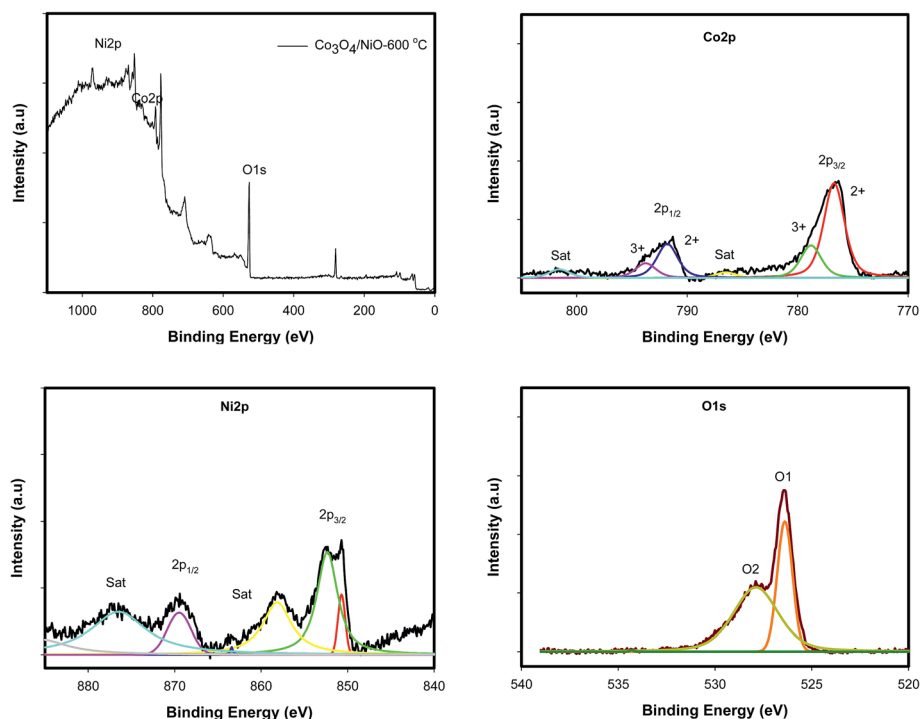 Ni2p
Co₃O₄/NiO-600 °C
Co2p
O1s
Intensity (a.u)
1000 800 600 400 200 0
Binding Energy (eV)
Co2p
2p₃/₂
2+
3+
2p₁/₂
3+ 2+
Sat
Sat
Intensity (a.u)
800 790 780 770
Binding Energy (eV)
Ni2p
2p₃/₂
2p₁/₂
Sat
Sat
Intensity (a.u)
880 870 860 850 840
Binding Energy (eV)
O1s
O1
O2
Intensity (a.u)
540 535 530 525 520
Binding Energy (eV)